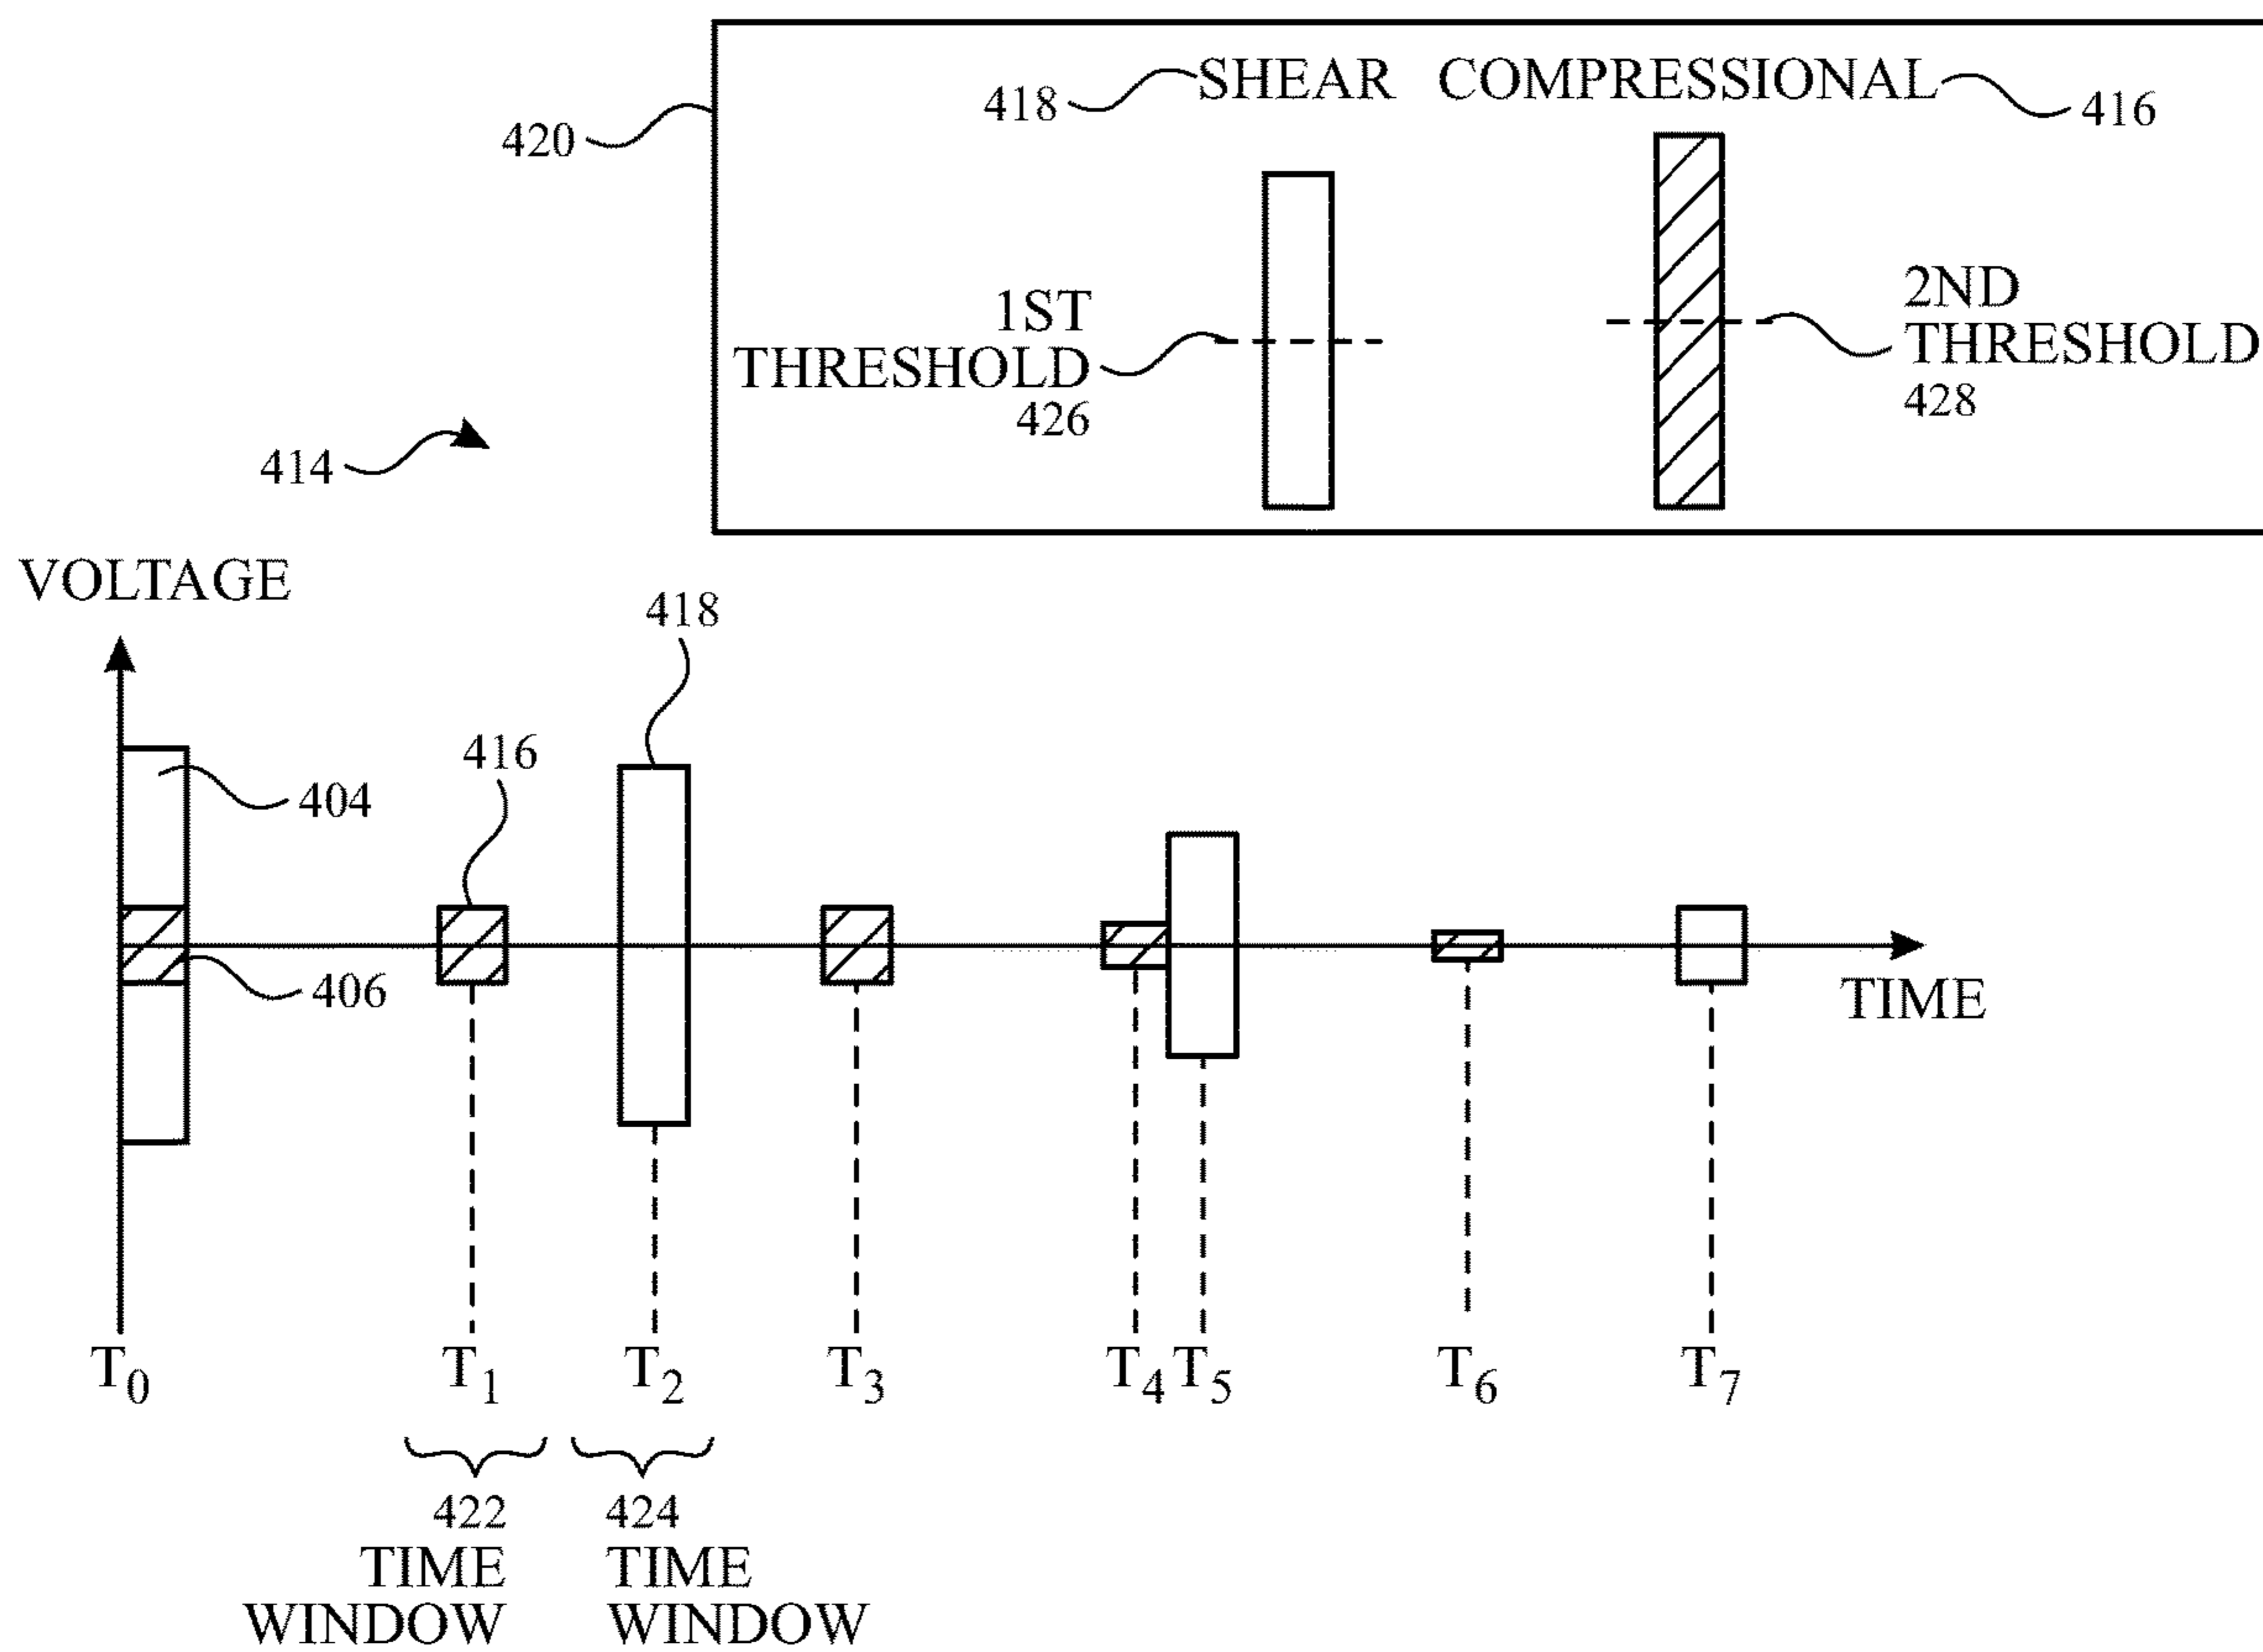 418 SHEAR COMPRESSIONAL 416
420
1ST
THRESHOLD
426
2ND
THRESHOLD
428
414
VOLTAGE
418
416
404
406
TIME
T0 T1 T2 T3 T4 T5 T6 T7
422
TIME
WINDOW
424
TIME
WINDOW